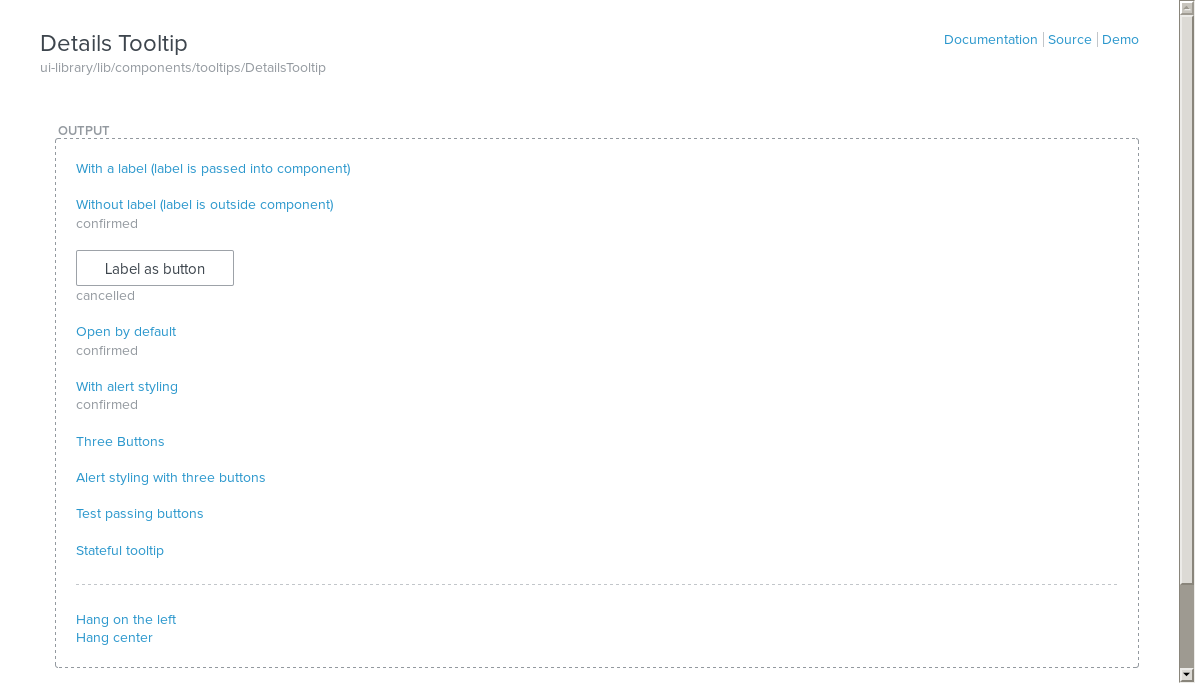 Details Tooltip
Documentation Source Demo
ui-library/lib/components/tooltips/DetailsTooltip
OUTPUT
With a label (label is passed into component)
Without label (label is outside component)
confirmed
Label as button
cancelled
Open by default
confirmed
With alert styling
confirmed
Three Buttons
Alert styling with three buttons
Test passing buttons
Stateful tooltip
Hang on the left
Hang center